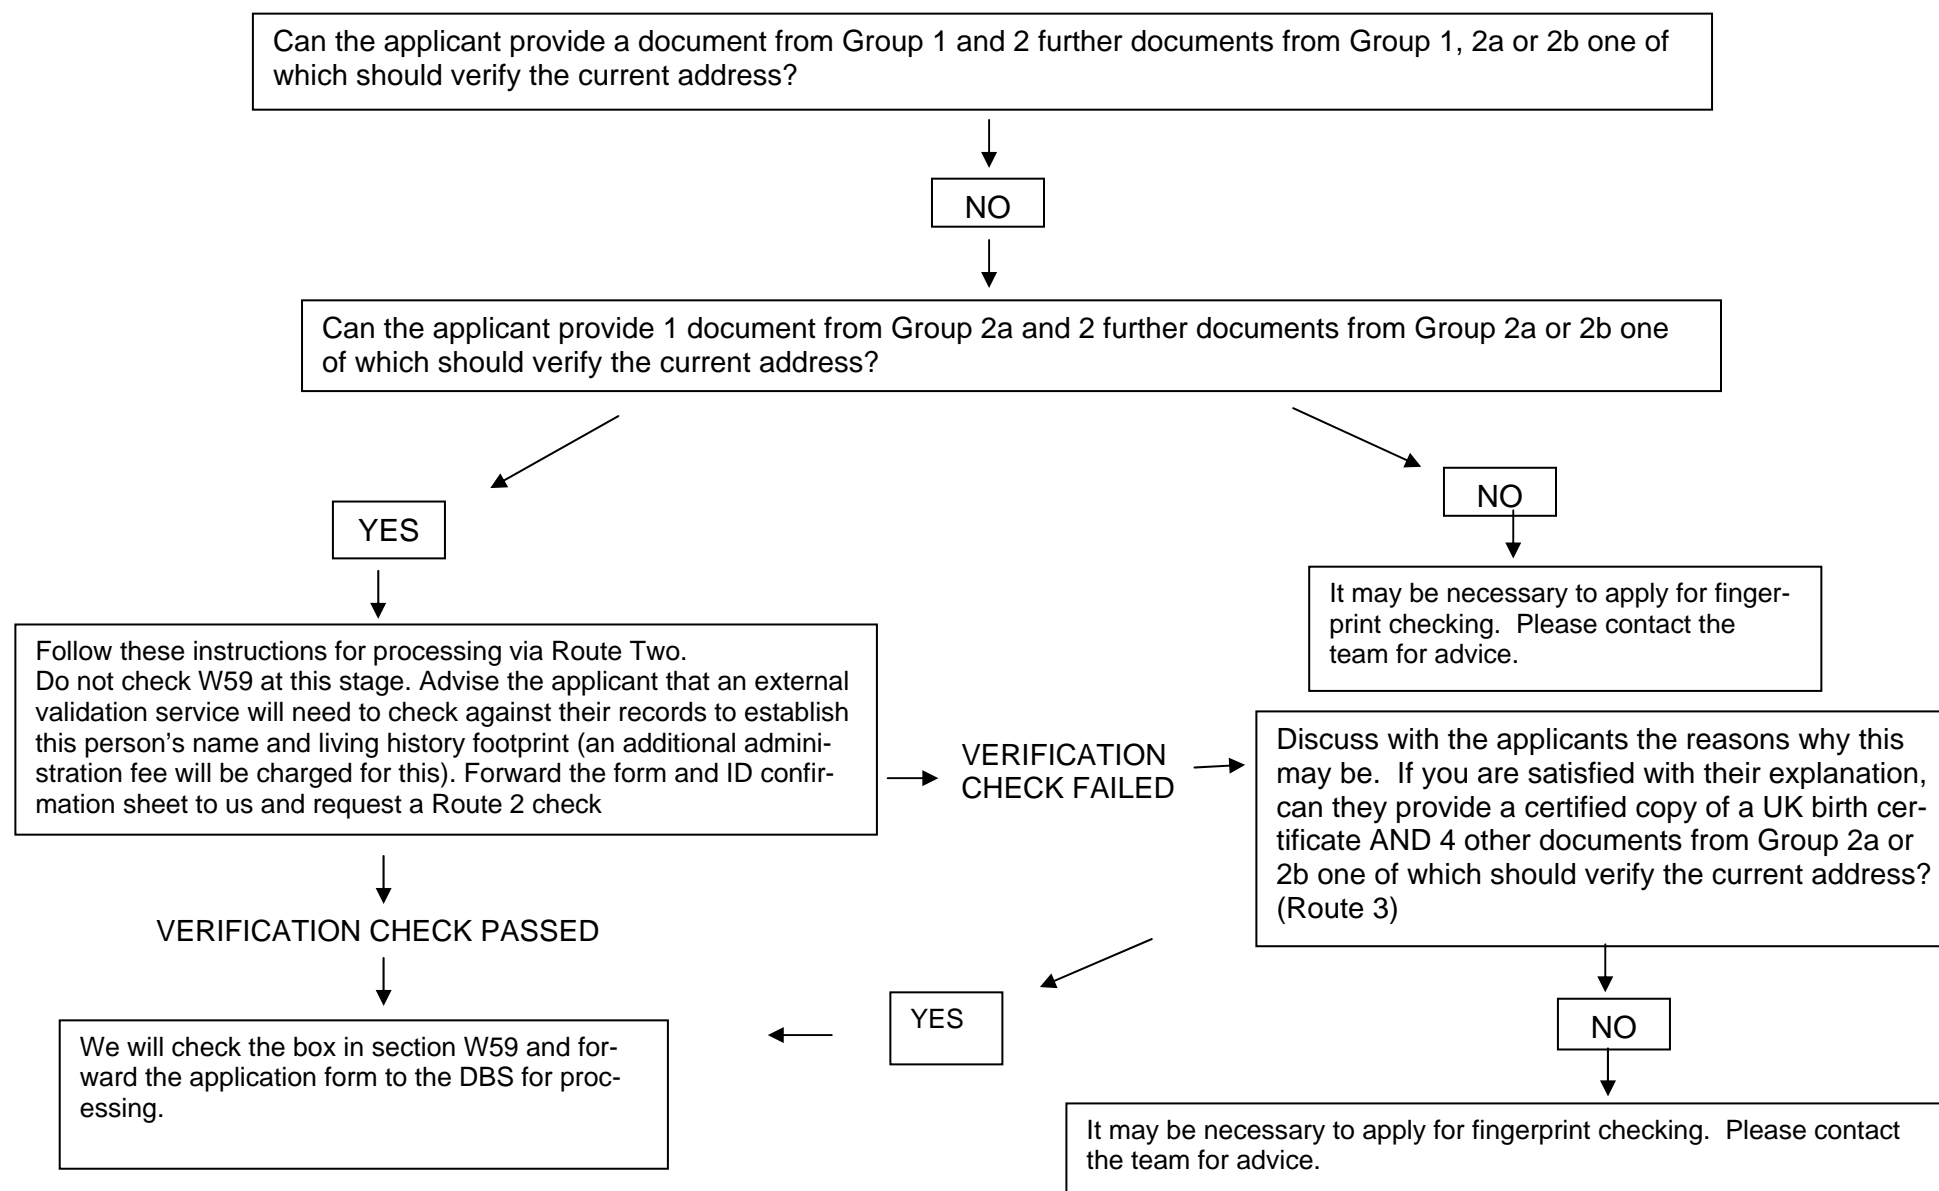 Can the applicant provide a document from Group 1 and 2 further documents from Group 1, 2a or 2b one of
which should verify the current address?
NO
Can the applicant provide 1 document from Group 2a and 2 further documents from Group 2a or 2b one
of which should verify the current address?
YES
NO
It may be necessary to apply for finger-
print checking.  Please contact the
team for advice.
Follow these instructions for processing via Route Two.
Do not check W59 at this stage. Advise the applicant that an external
validation service will need to check against their records to establish
this person's name and living history footprint (an additional admini-
stration fee will be charged for this). Forward the form and ID confir-
mation sheet to us and request a Route 2 check
VERIFICATION
CHECK FAILED
Discuss with the applicants the reasons why this
may be.  If you are satisfied with their explanation,
can they provide a certified copy of a UK birth cer-
tificate AND 4 other documents from Group 2a or
2b one of which should verify the current address?
(Route 3)
VERIFICATION CHECK PASSED
YES
NO
We will check the box in section W59 and for-
ward the application form to the DBS for proc-
essing.
It may be necessary to apply for fingerprint checking.  Please contact
the team for advice.